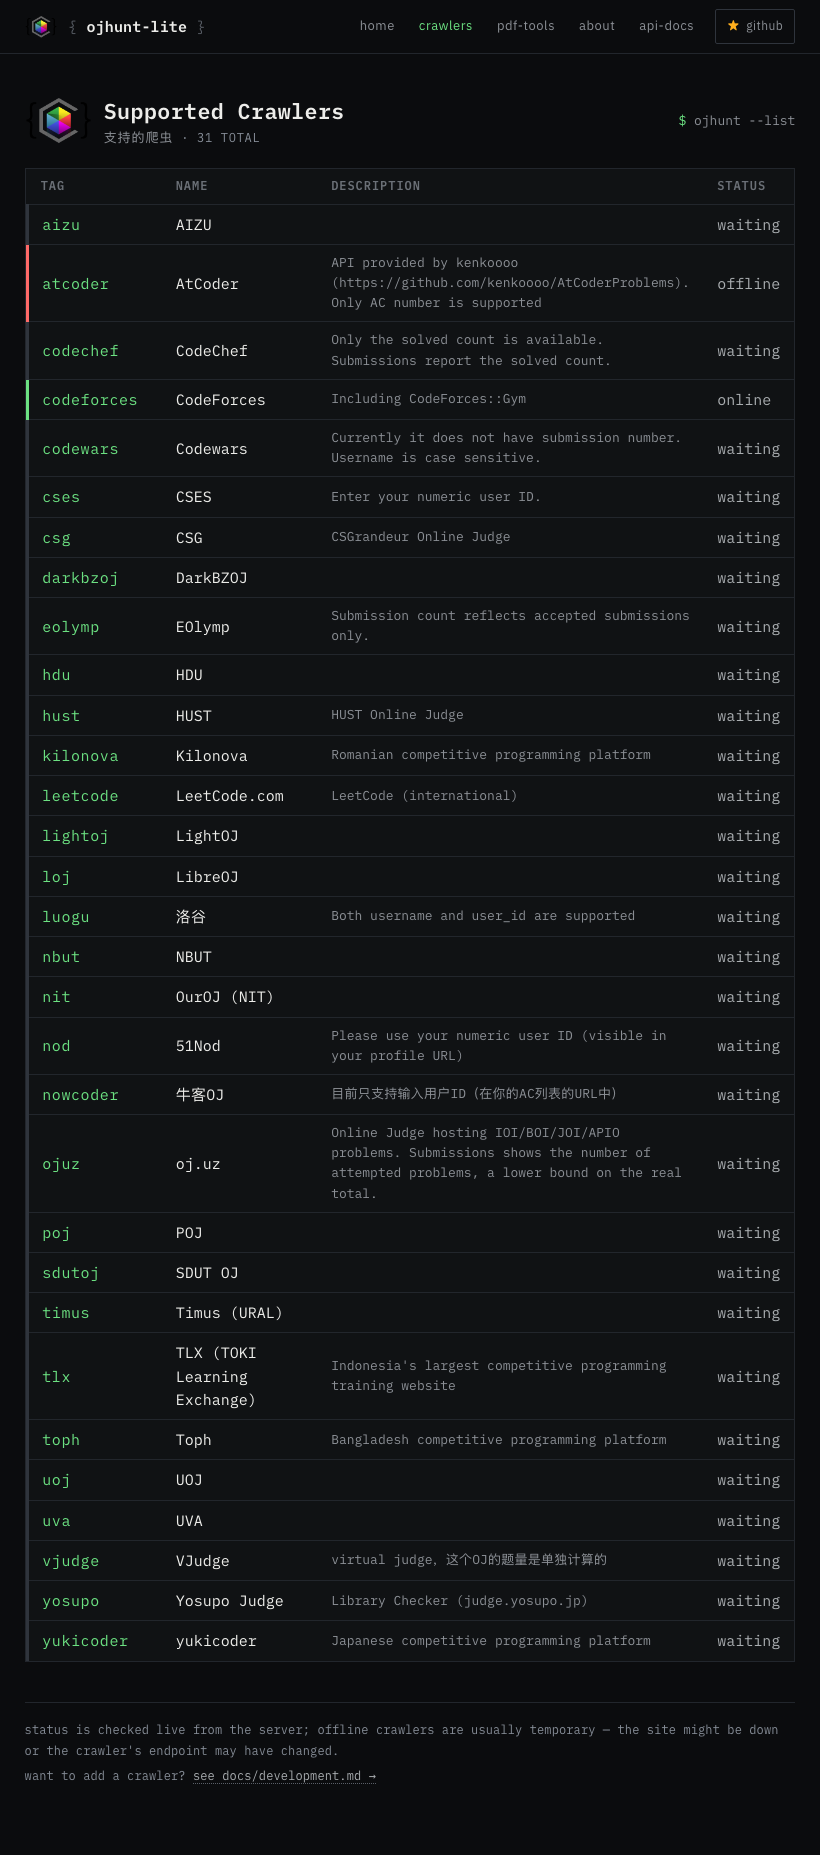 { ojhunt-lite }
home crawlers pdf-tools about api-docs ★ github
Supported Crawlers
支持的爬虫 · 31 TOTAL
$ ojhunt --list
TAG NAME DESCRIPTION STATUS
aizu AIZU waiting
atcoder AtCoder API provided by kenkoooo
(https://github.com/kenkoooo/AtCoderProblems).
Only AC number is supported
offline
codechef CodeChef Only the solved count is available.
Submissions report the solved count.
waiting
codeforces CodeForces Including CodeForces::Gym online
codewars Codewars Currently it does not have submission number.
Username is case sensitive.
waiting
cses CSES Enter your numeric user ID. waiting
csg CSG CSGrandeur Online Judge waiting
darkbzoj DarkBZOJ waiting
eolymp EOlymp Submission count reflects accepted submissions
only.
waiting
hdu HDU waiting
hust HUST HUST Online Judge waiting
kilonova Kilonova Romanian competitive programming platform waiting
leetcode LeetCode.com LeetCode (international) waiting
lightoj LightOJ waiting
loj LibreOJ waiting
luogu 洛谷 Both username and user_id are supported waiting
nbut NBUT waiting
nit OurOJ (NIT) waiting
nod 51Nod Please use your numeric user ID (visible in
your profile URL)
waiting
nowcoder 牛客OJ 目前只支持输入用户ID（在你的AC列表的URL中） waiting
ojuz oj.uz Online Judge hosting IOI/BOI/JOI/APIO
problems. Submissions shows the number of
attempted problems, a lower bound on the real
total.
waiting
poj POJ waiting
sdutoj SDUT OJ waiting
timus Timus (URAL) waiting
tlx TLX (TOKI
Learning
Exchange)
Indonesia's largest competitive programming
training website
waiting
toph Toph Bangladesh competitive programming platform waiting
uoj UOJ waiting
uva UVA waiting
vjudge VJudge virtual judge，这个OJ的题量是单独计算的 waiting
yosupo Yosupo Judge Library Checker (judge.yosupo.jp) waiting
yukicoder yukicoder Japanese competitive programming platform waiting
status is checked live from the server; offline crawlers are usually temporary — the site might be down
or the crawler's endpoint may have changed.
want to add a crawler? see docs/development.md →